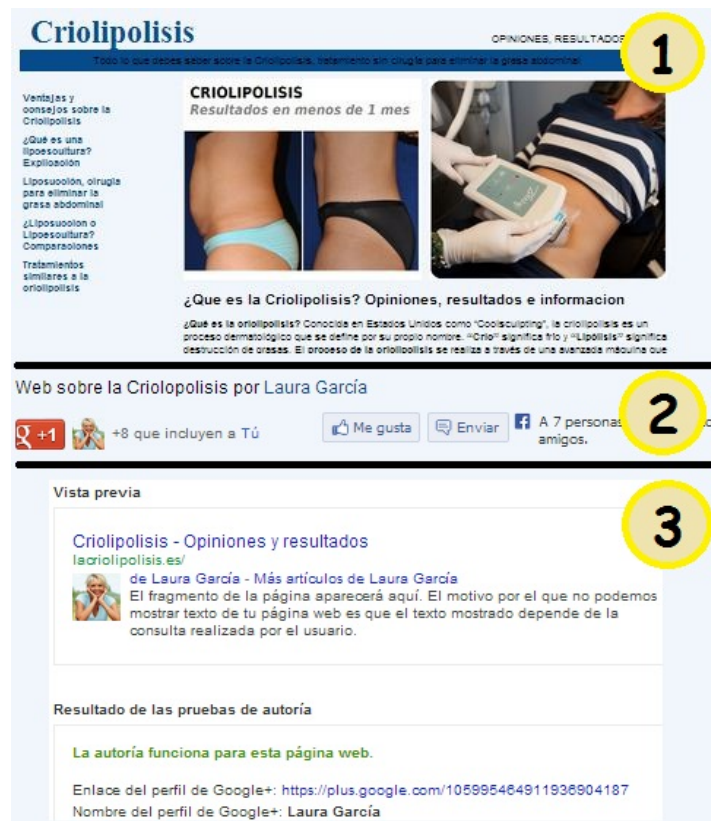 Criolipolisis
OPINIONES, RESULTADOS
1
Todo lo que debes saber sobre la Criolipolisis, tratamiento sin cirugía para eliminar la grasa abdominal
Ventajas y
consejos sobre la
Criolipolisis
¿Qué es una
lipoescultura?
Explicación
Liposucción, cirugia
para eliminar la
grasa abdominal
¿Liposuccion o
Lipoescultura?
Comparaciones
Tratamientos
similares a la
criolipolisis
CRIOLIPOLISIS
Resultados en menos de 1 mes
¿Que es la Criolipolisis? Opiniones, resultados e informacion
¿Qué es la criolipolisis? Conocida en Estados Unidos como "Coolsculpting", la criolipolisis es un
proceso dermatológico que se define por su propio nombre. "Crio" significa frío y "Lipólisis" significa
destrucción de grasas. El proceso de la criolipolisis se realiza a través de una avanzada máquina que
Web sobre la Criolopolisis por Laura García
2
g +1
+8 que incluyen a Tú
Me gusta
Enviar
A 7 personas
amigos.
Vista previa
3
Criolipolisis - Opiniones y resultados
lacriolipolisis.es/
de Laura García - Más artículos de Laura García
El fragmento de la página aparecerá aquí. El motivo por el que no podemos
mostrar texto de tu página web es que el texto mostrado depende de la
consulta realizada por el usuario.
Resultado de las pruebas de autoría
La autoría funciona para esta página web.
Enlace del perfil de Google+: https://plus.google.com/105995464911936904187
Nombre del perfil de Google+: Laura García